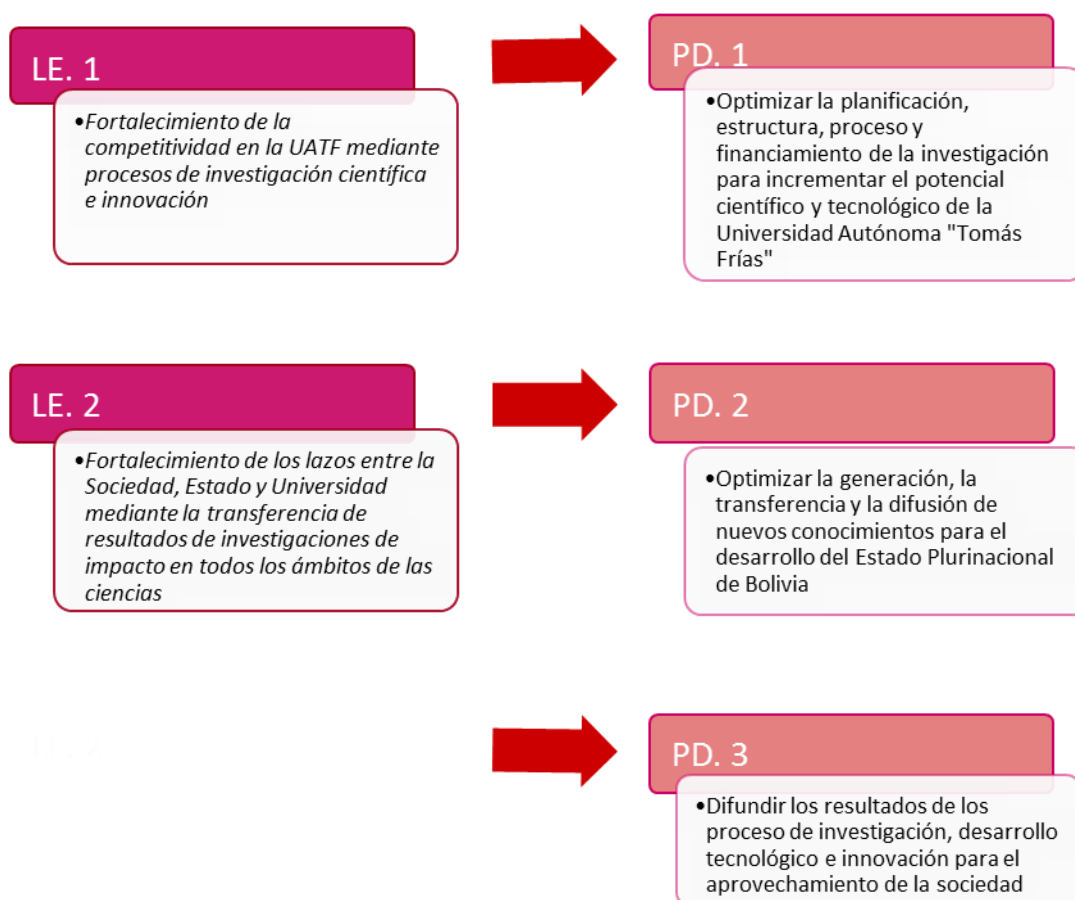 LE. 1
•Fortalecimiento de la
competitividad en la UATF mediante
procesos de investigación científica
e innovación
PD. 1
•Optimizar la planificación,
estructura, proceso y
financiamiento de la investigación
para incrementar el potencial
científico y tecnológico de la
Universidad Autónoma "Tomás
Frías"
LE. 2
•Fortalecimiento de los lazos entre la
Sociedad, Estado y Universidad
mediante la transferencia de
resultados de investigaciones de
impacto en todos los ámbitos de las
ciencias
PD. 2
•Optimizar la generación, la
transferencia y la difusión de
nuevos conocimientos para el
desarrollo del Estado Plurinacional
de Bolivia
PD. 3
•Difundir los resultados de los
proceso de investigación, desarrollo
tecnológico e innovación para el
aprovechamiento de la sociedad